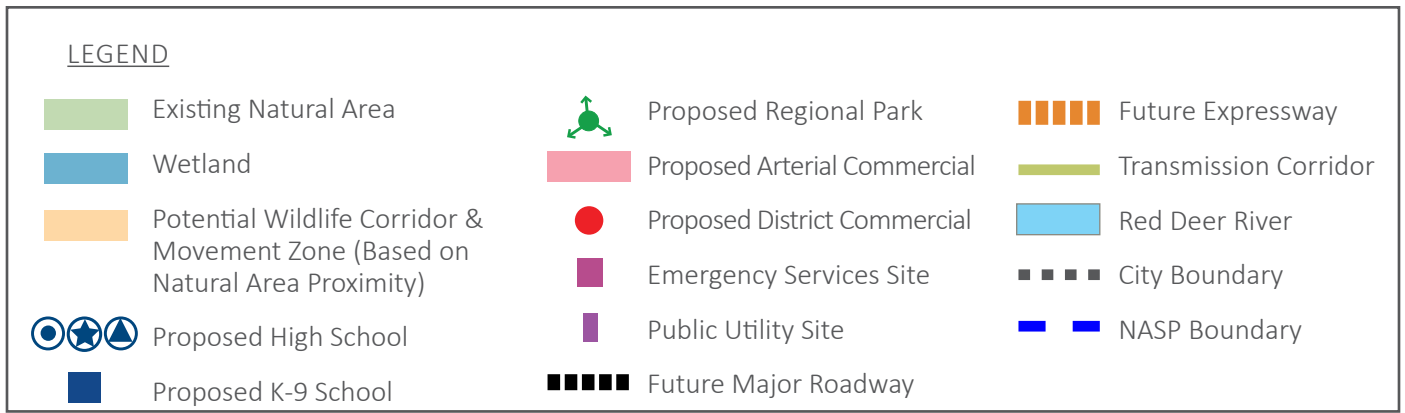 LEGEND
Existing Natural Area
Wetland
Potential Wildlife Corridor &
Movement Zone (Based on
Natural Area Proximity)
Proposed High School
Proposed K-9 School
Proposed Regional Park
Proposed Arterial Commercial
Proposed District Commercial
Emergency Services Site
Public Utility Site
Future Major Roadway
Future Expressway
Transmission Corridor
Red Deer River
City Boundary
NASP Boundary